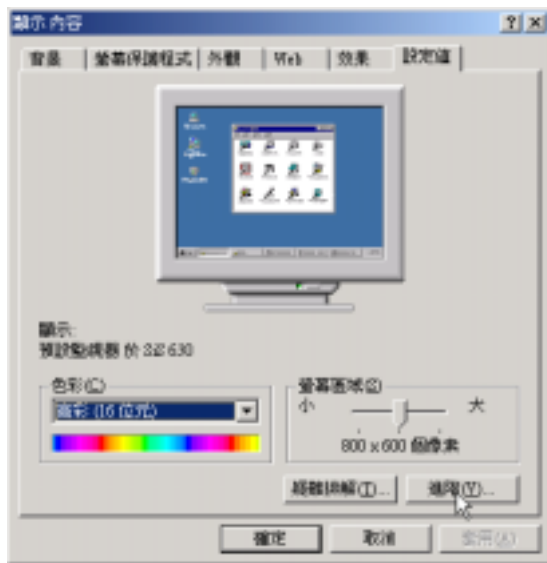 顯示 內容
背景 螢幕保護程式 外觀 Web 效果 設定值
顯示:
預設監視器 於 SiS 630
色彩(C)
高彩 (16 位元)
螢幕區域(S)
小 大
800 x 600 個像素
疑難排解(T)... 進階(V)...
確定 取消 套用(A)